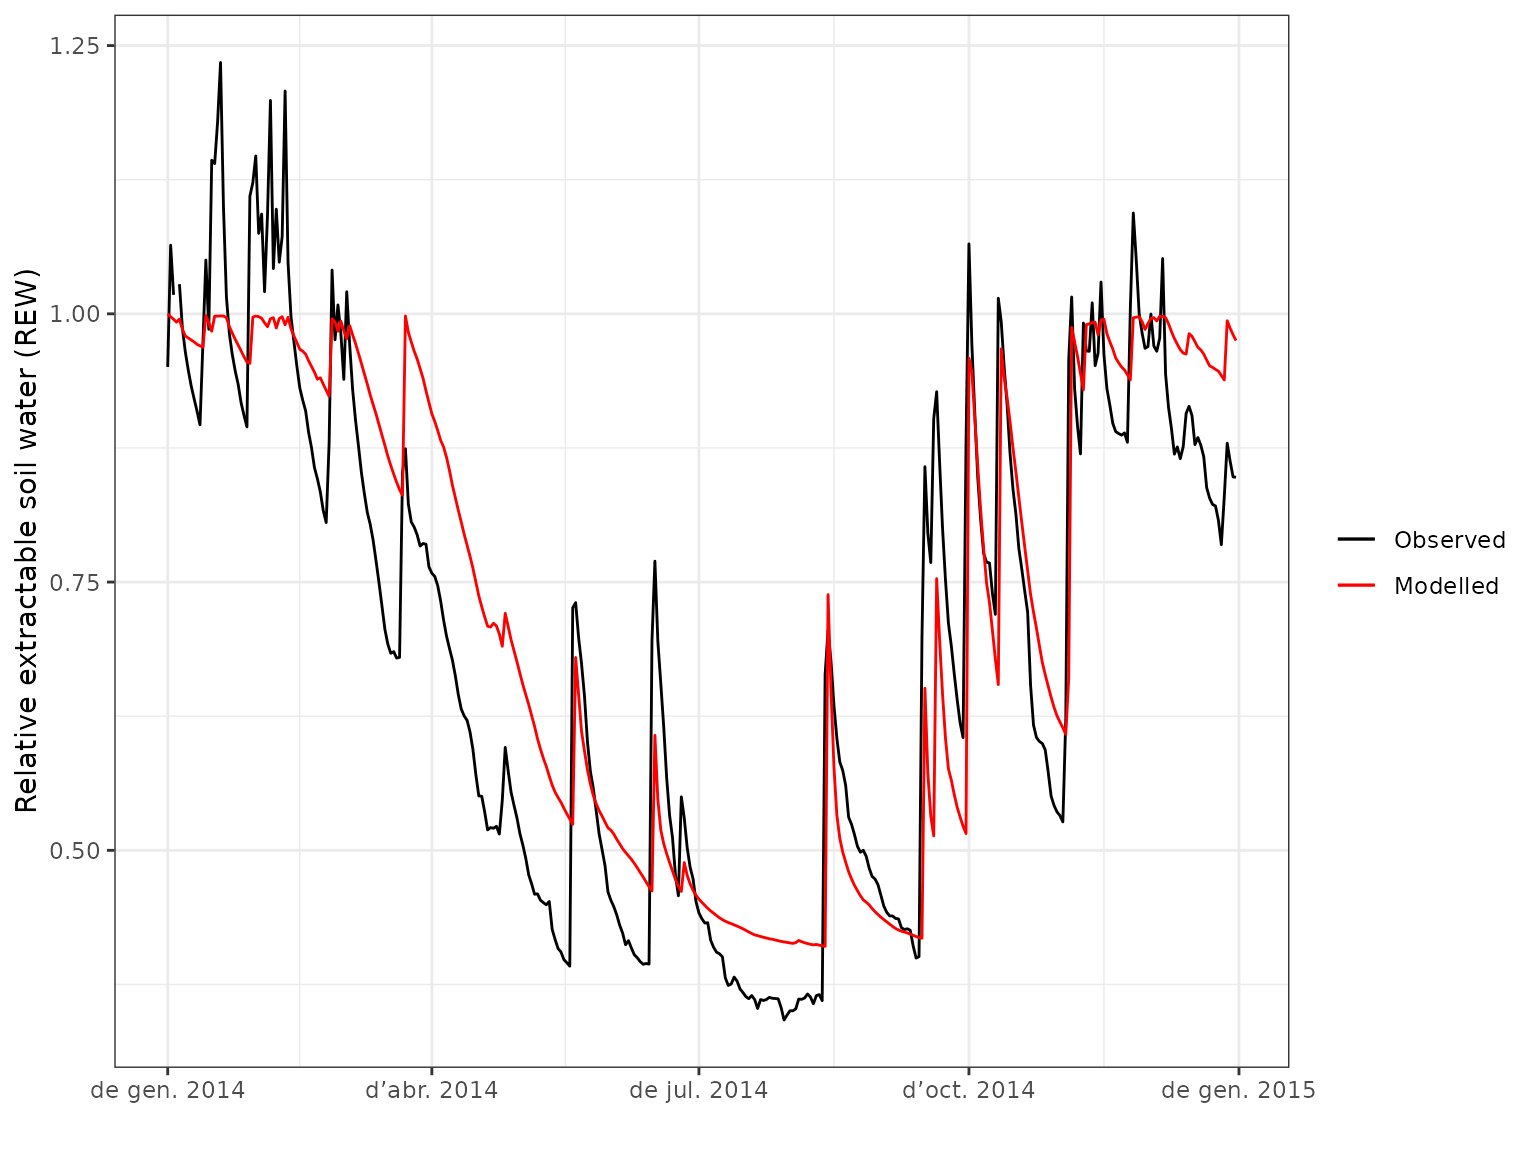 Relative extractable soil water (REW)
1.25
1.00
0.75
0.50
de gen. 2014
d’abr. 2014
de jul. 2014
d’oct. 2014
de gen. 2015
Observed
Modelled